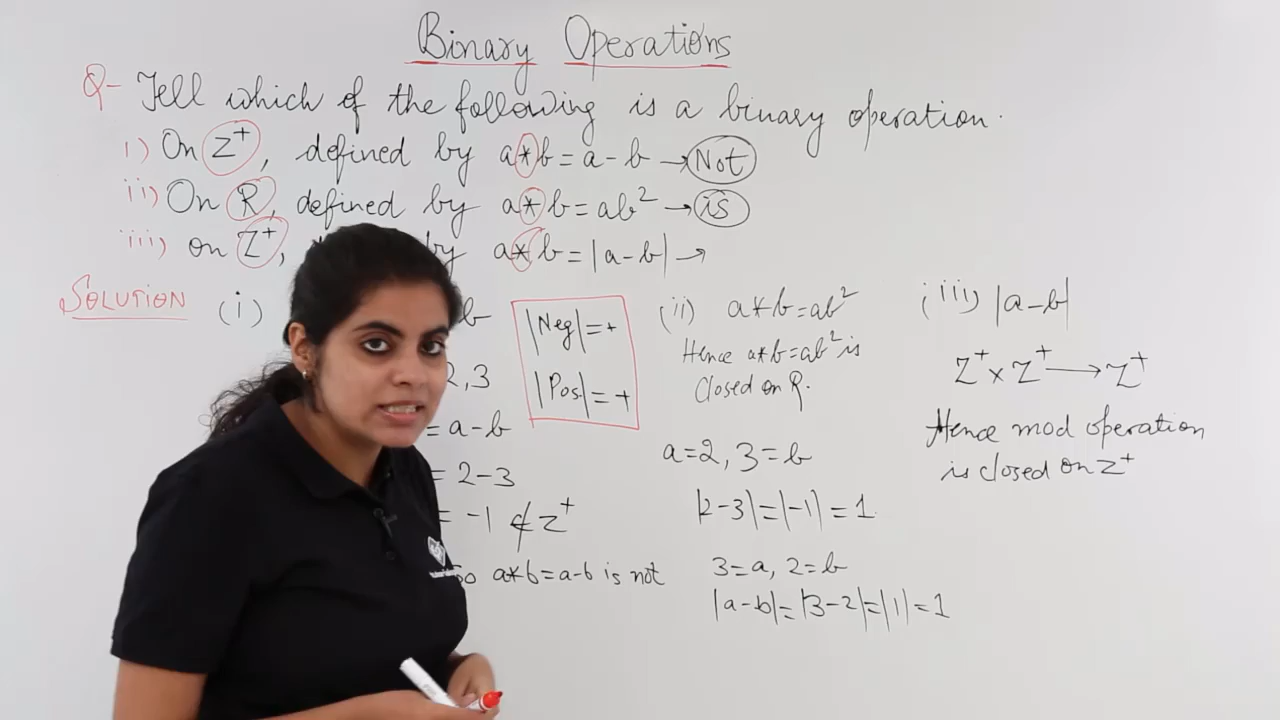 Binary Operations
Q- Tell which of the following is a binary operation.
i) On Z⁺, defined by a*b = a - b → Not
ii) On R, defined by a*b = ab² → is
iii) on Z⁺, by a*b = |a-b| →
SOLUTION (i) b
2,3
= a - b
= 2 - 3
= -1 ∉ Z⁺
So a*b = a-b is not
|Neg| = +
|Pos.| = +
(ii) a*b = ab²
Hence a*b = ab² is
Closed on R.
a=2, 3=b
|2-3| = |-1| = 1.
3=a, 2=b
|a-b| = |3-2| = |1| = 1
(iii) |a-b|
Z⁺ x Z⁺ → Z⁺
Hence mod operation
is closed on Z⁺